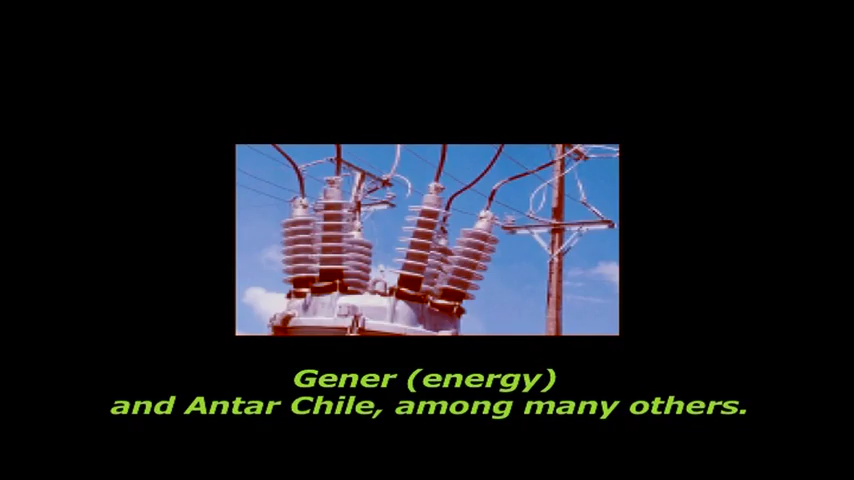 Gener (energy)
and Antar Chile, among many others.